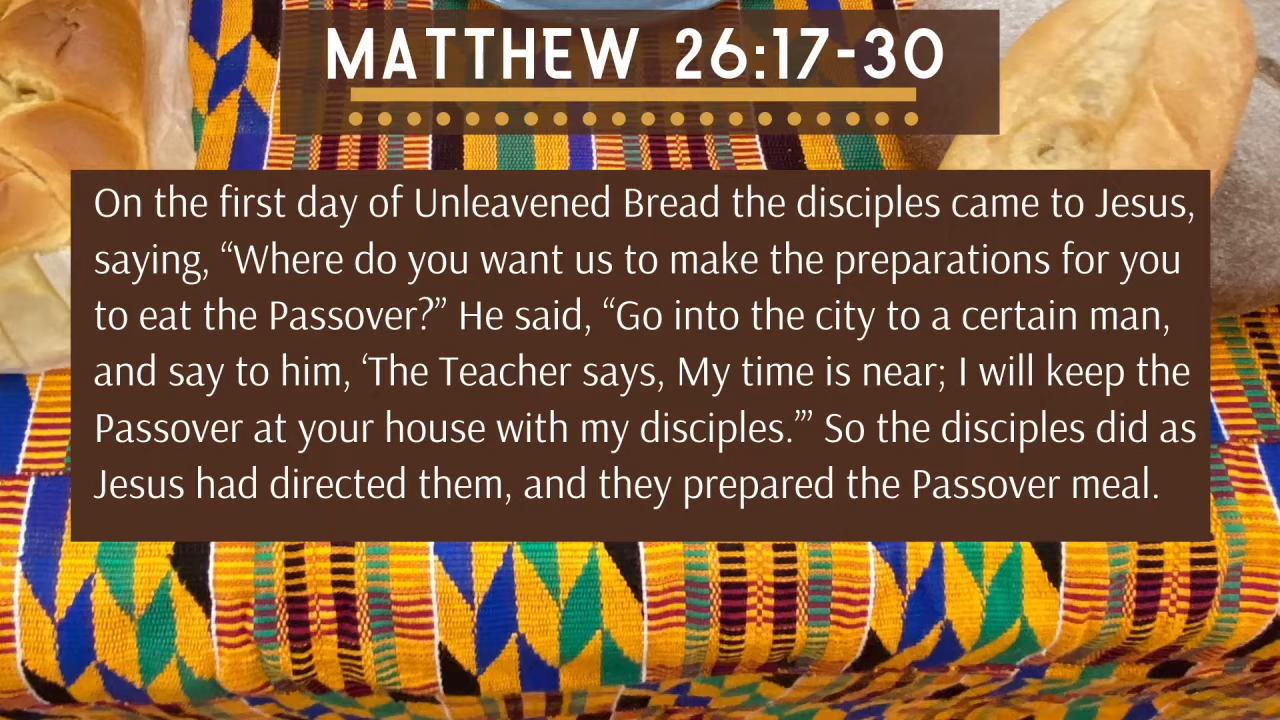 MATTHEW 26:17-30
On the first day of Unleavened Bread the disciples came to Jesus,
saying, “Where do you want us to make the preparations for you
to eat the Passover?” He said, “Go into the city to a certain man,
and say to him, ‘The Teacher says, My time is near; I will keep the
Passover at your house with my disciples.’” So the disciples did as
Jesus had directed them, and they prepared the Passover meal.